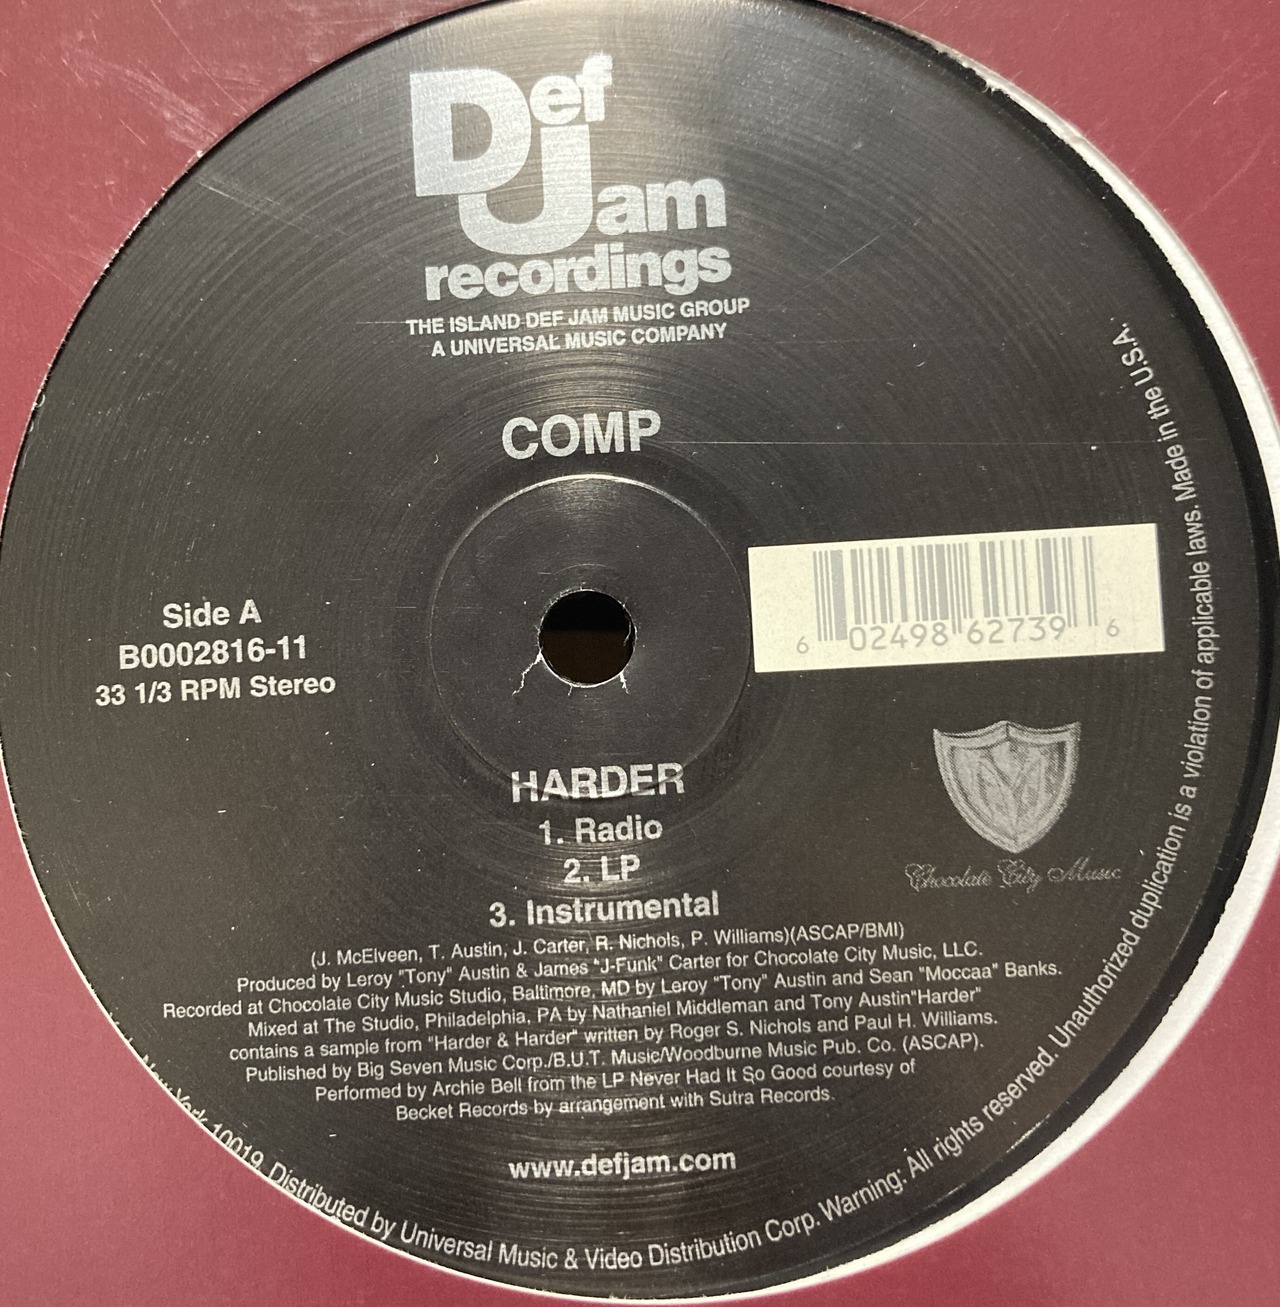 Def Jam
recordings
THE ISLAND DEF JAM MUSIC GROUP
A UNIVERSAL MUSIC COMPANY
COMP
Side A
B0002816-11
33 1/3 RPM Stereo
6 02498 62739 6
HARDER
1. Radio
2. LP
3. Instrumental
Chocolate City Music
(J. McElveen, T. Austin, J. Carter, R. Nichols, P. Williams)(ASCAP/BMI)
Produced by Leroy "Tony" Austin & James "J-Funk" Carter for Chocolate City Music, LLC.
Recorded at Chocolate City Music Studio, Baltimore, MD by Leroy "Tony" Austin and Sean "Moccaa" Banks.
Mixed at The Studio, Philadelphia, PA by Nathaniel Middleman and Tony Austin"Harder"
contains a sample from "Harder & Harder" written by Roger S. Nichols and Paul H. Williams.
Published by Big Seven Music Corp./B.U.T. Music/Woodburne Music Pub. Co. (ASCAP).
Performed by Archie Bell from the LP Never Had It So Good courtesy of
Becket Records by arrangement with Sutra Records.
www.defjam.com
York 10019. Distributed by Universal Music & Video Distribution Corp. Warning: All rights reserved. Unauthorized duplication is a violation of applicable laws. Made in the U.S.A.